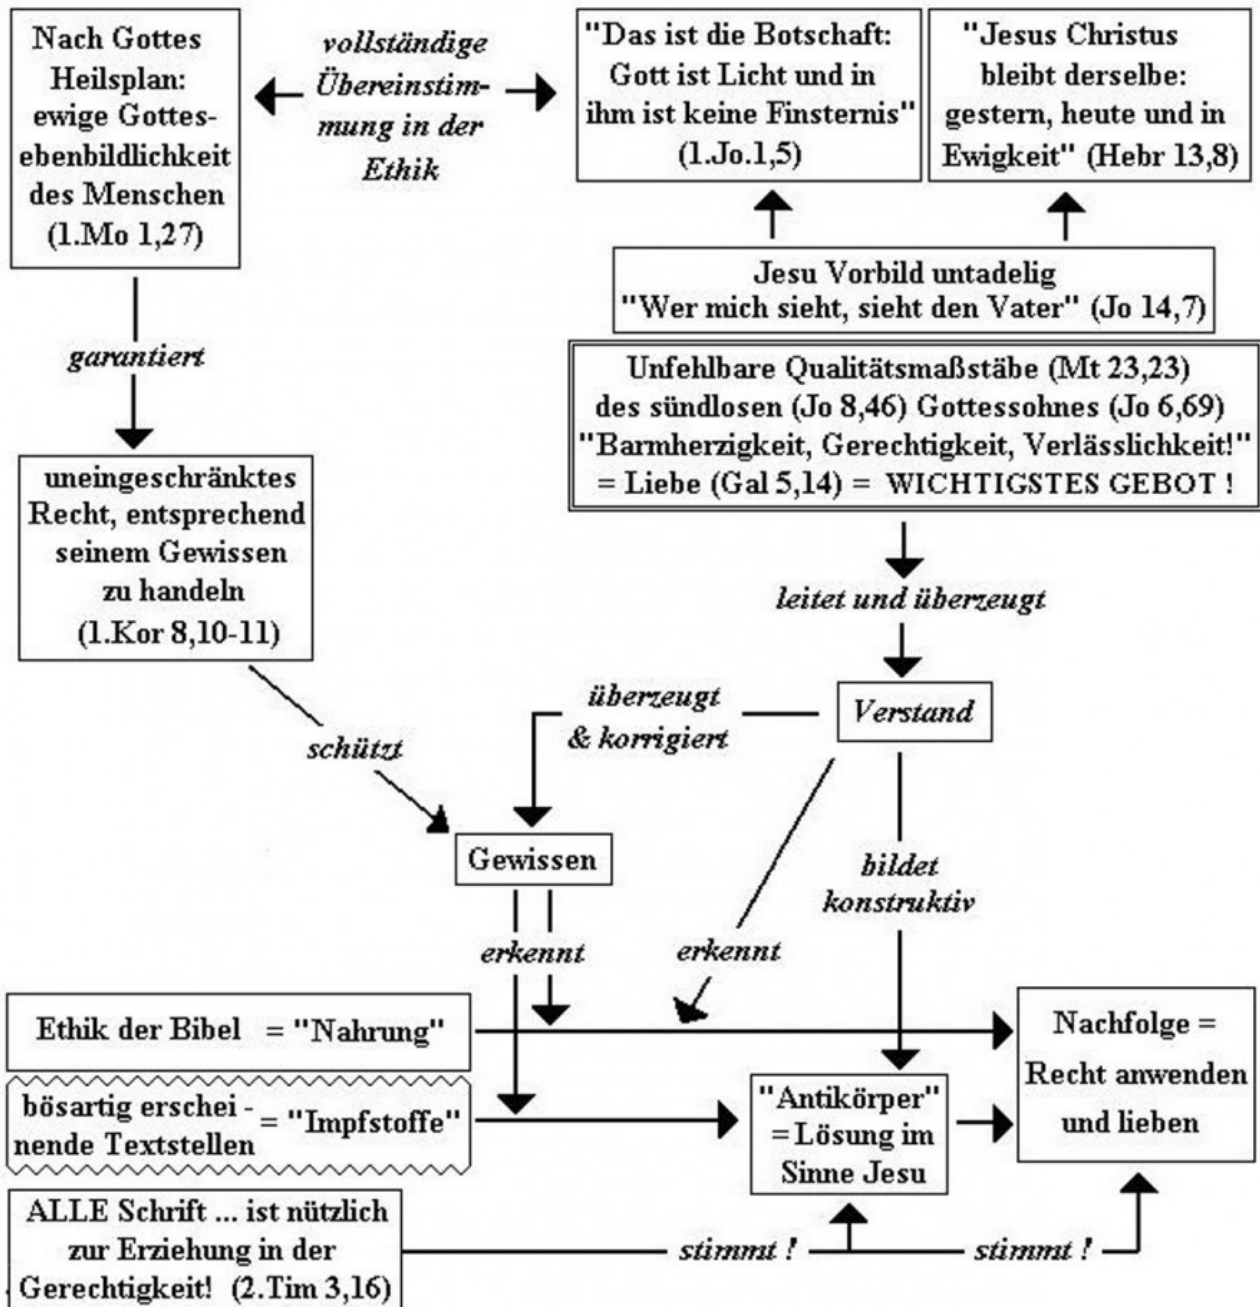 Nach Gottes
Heilsplan:
ewige Gottes-
ebenbildlichkeit
des Menschen
(1.Mo 1,27)
vollständige
Übereinstim-
mung in der
Ethik
"Das ist die Botschaft:
Gott ist Licht und in
ihm ist keine Finsternis"
(1.Jo.1,5)
"Jesus Christus
bleibt derselbe:
gestern, heute und in
Ewigkeit" (Hebr 13,8)
Jesu Vorbild untadelig
"Wer mich sieht, sieht den Vater" (Jo 14,7)
garantiert
Unfehlbare Qualitätsmaßstäbe (Mt 23,23)
des sündlosen (Jo 8,46) Gottessohnes (Jo 6,69)
"Barmherzigkeit, Gerechtigkeit, Verlässlichkeit!"
= Liebe (Gal 5,14) = WICHTIGSTES GEBOT !
uneingeschränktes
Recht, entsprechend
seinem Gewissen
zu handeln
(1.Kor 8,10-11)
leitet und überzeugt
Verstand
überzeugt
& korrigiert
schützt
Gewissen
bildet
konstruktiv
erkennt
erkennt
Ethik der Bibel = "Nahrung"
bösartig erschei -
nende Textstellen = "Impfstoffe"
"Antikörper"
= Lösung im
Sinne Jesu
Nachfolge =
Recht anwenden
und lieben
ALLE Schrift ... ist nützlich
zur Erziehung in der
Gerechtigkeit! (2.Tim 3,16)
stimmt !
stimmt !